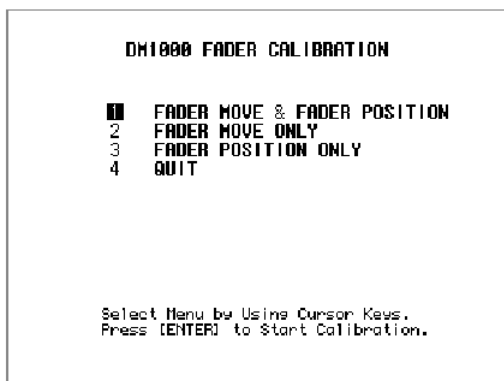 DM1000 FADER CALIBRATION
1 FADER MOVE & FADER POSITION
2 FADER MOVE ONLY
3 FADER POSITION ONLY
4 QUIT
Select Menu by Using Cursor Keys.
Press [ENTER] to Start Calibration.